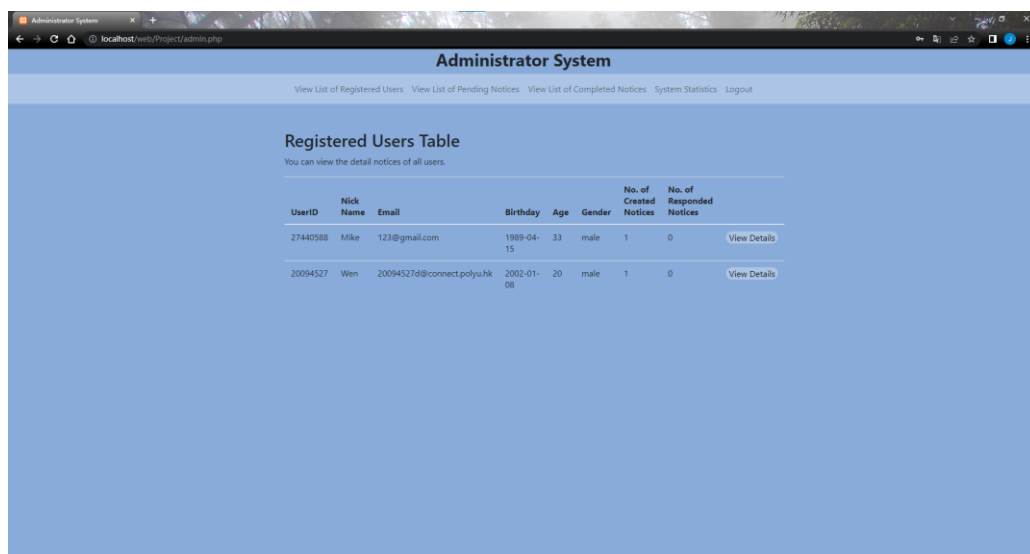 Administrator System
localhost/web/Project/admin.php
Administrator System
View List of Registered Users View List of Pending Notices View List of Completed Notices System Statistics Logout
Registered Users Table
You can view the detail notices of all users.
UserID Nick Name Email Birthday Age Gender No. of Created Notices No. of Responded Notices
27440588 Mike 123@gmail.com 1989-04-15 33 male 1 0 View Details
20094527 Wen 20094527d@connect.polyu.hk 2002-01-08 20 male 1 0 View Details